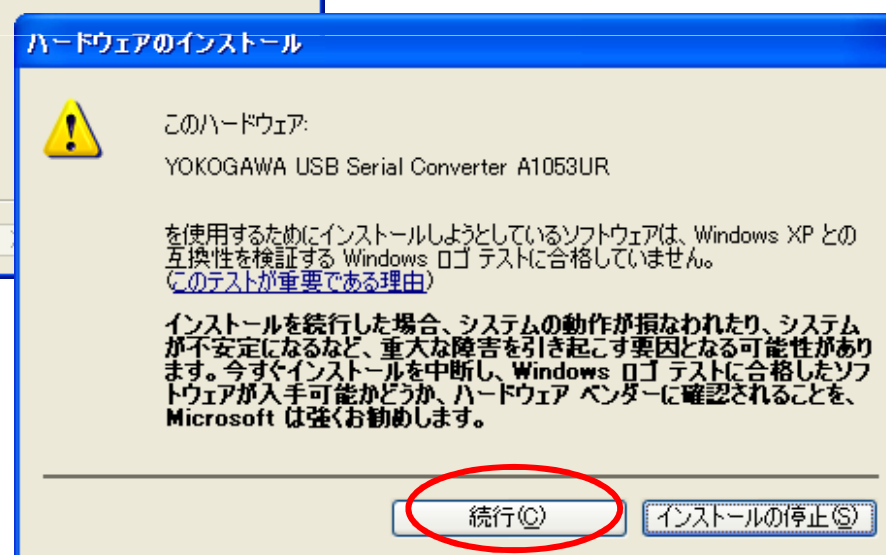 ハードウェアのインストール
このハードウェア:
YOKOGAWA USB Serial Converter A1053UR
を使用するためにインストールしようとしているソフトウェアは、Windows XP との
互換性を検証する Windows ロゴ テストに合格していません。
(このテストが重要である理由)
インストールを続行した場合、システムの動作が損なわれたり、システム
が不安定になるなど、重大な障害を引き起こす要因となる可能性があり
ます。今すぐインストールを中断し、Windows ロゴ テストに合格したソフ
トウェアが入手可能かどうか、ハードウェア ベンダーに確認されることを、
Microsoft は強くお勧めします。
続行(C)
インストールの停止(S)